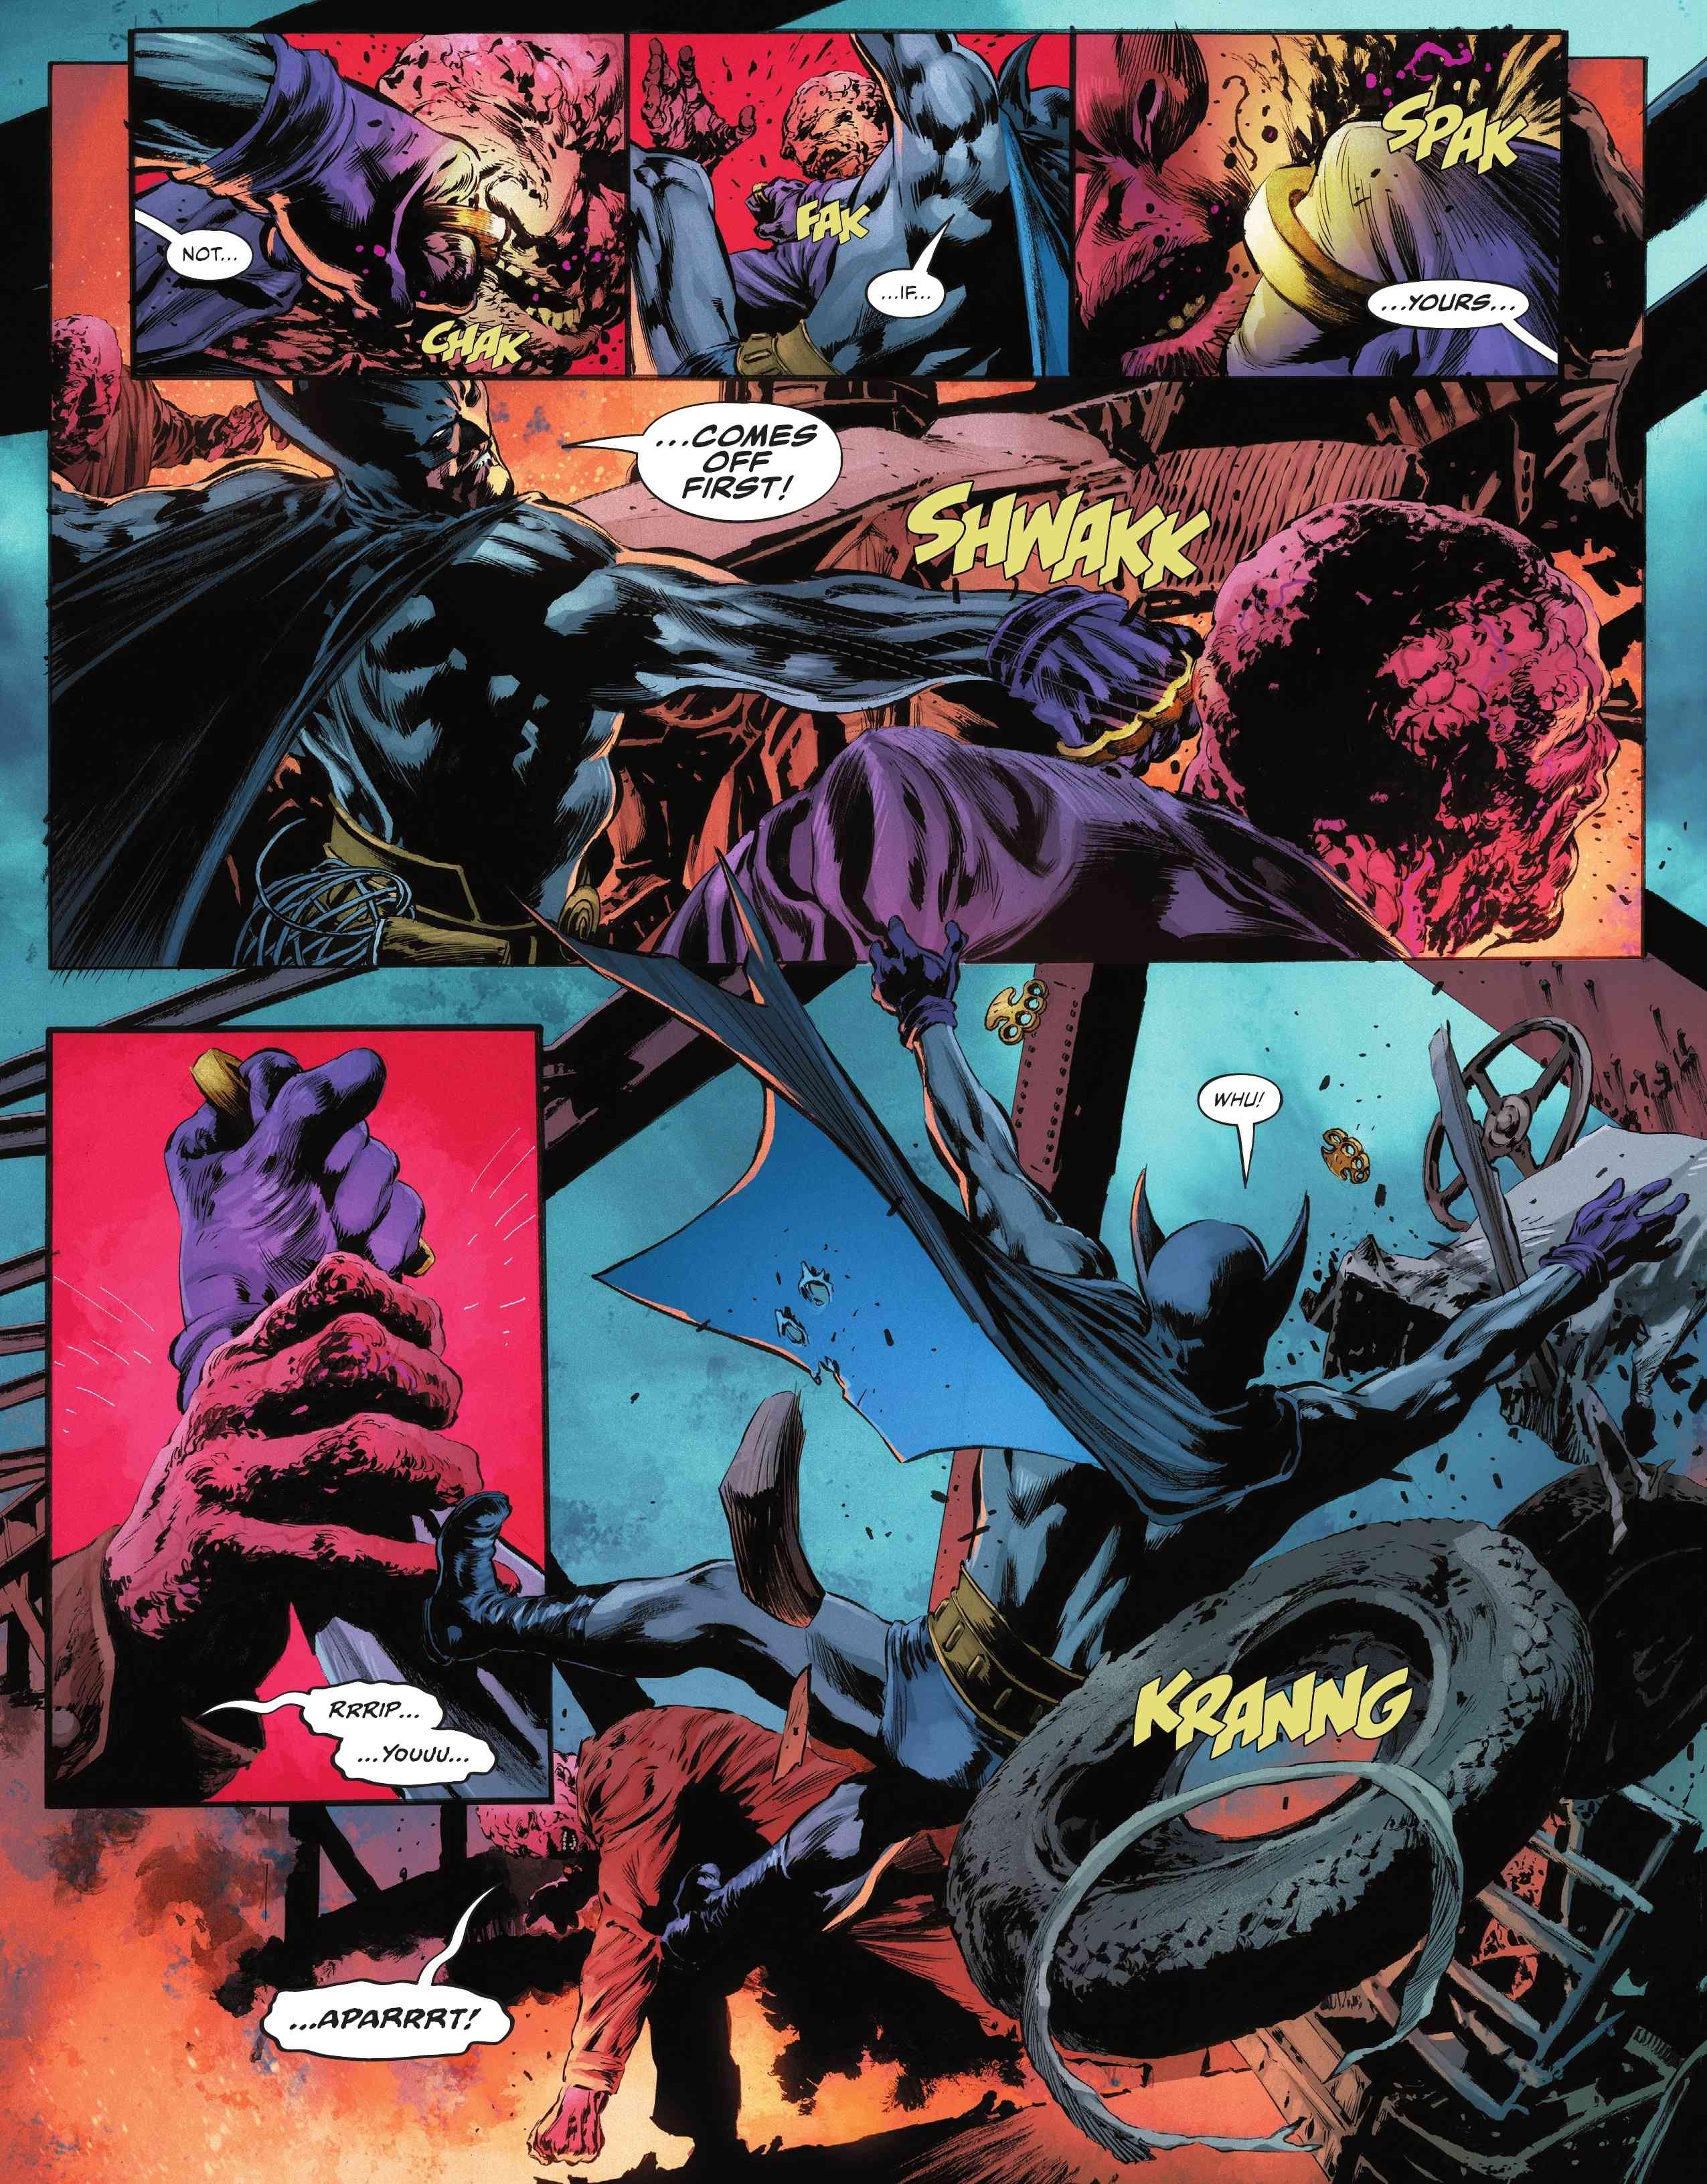 NOT...
CHAK
FAK
...IF...
SPAK
...YOURS...
...COMES
OFF
FIRST!
SHWAKK
RRRIP...
...YOUUU...
WHU!
KRANNG
...APARRRT!